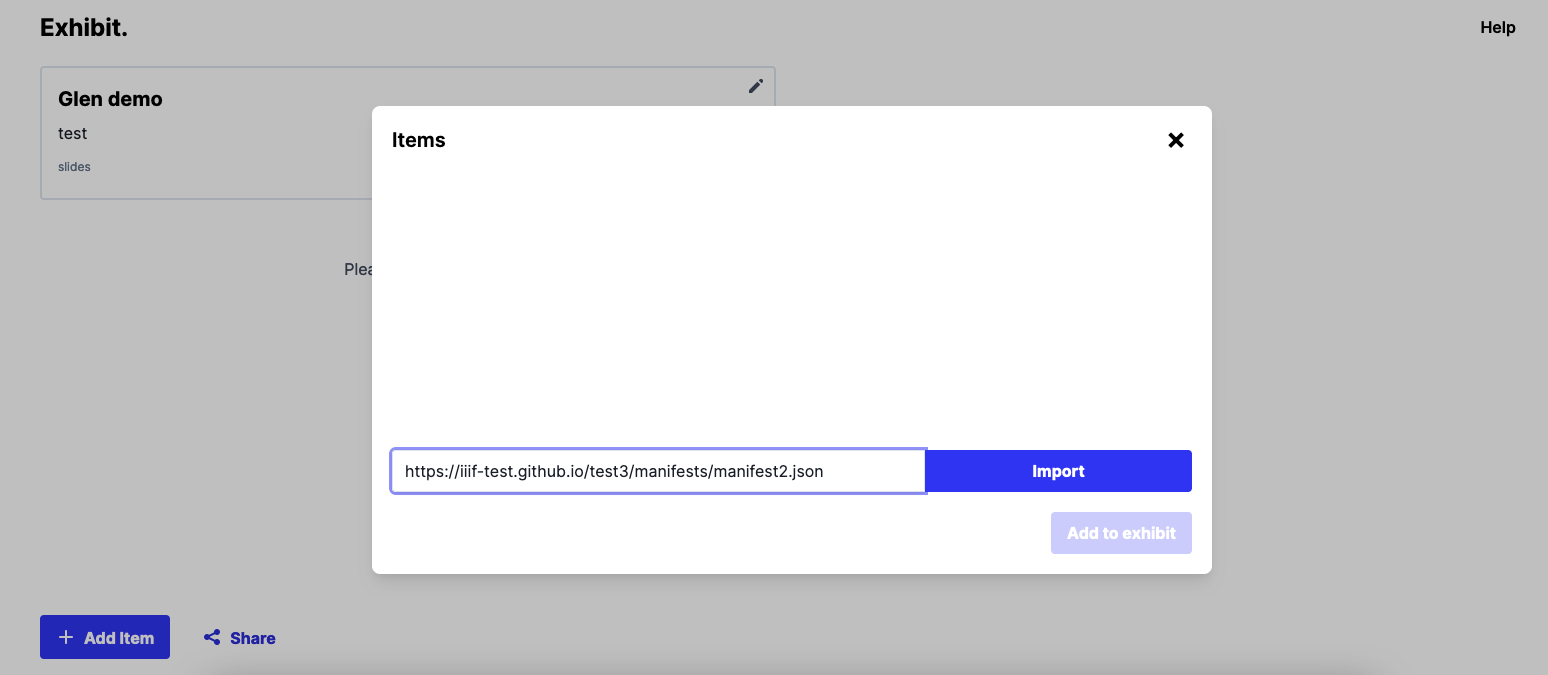 Exhibit.
Help
Glen demo
test
slides
Items
https://iiif-test.github.io/test3/manifests/manifest2.json
Import
Add to exhibit
Add Item
Share